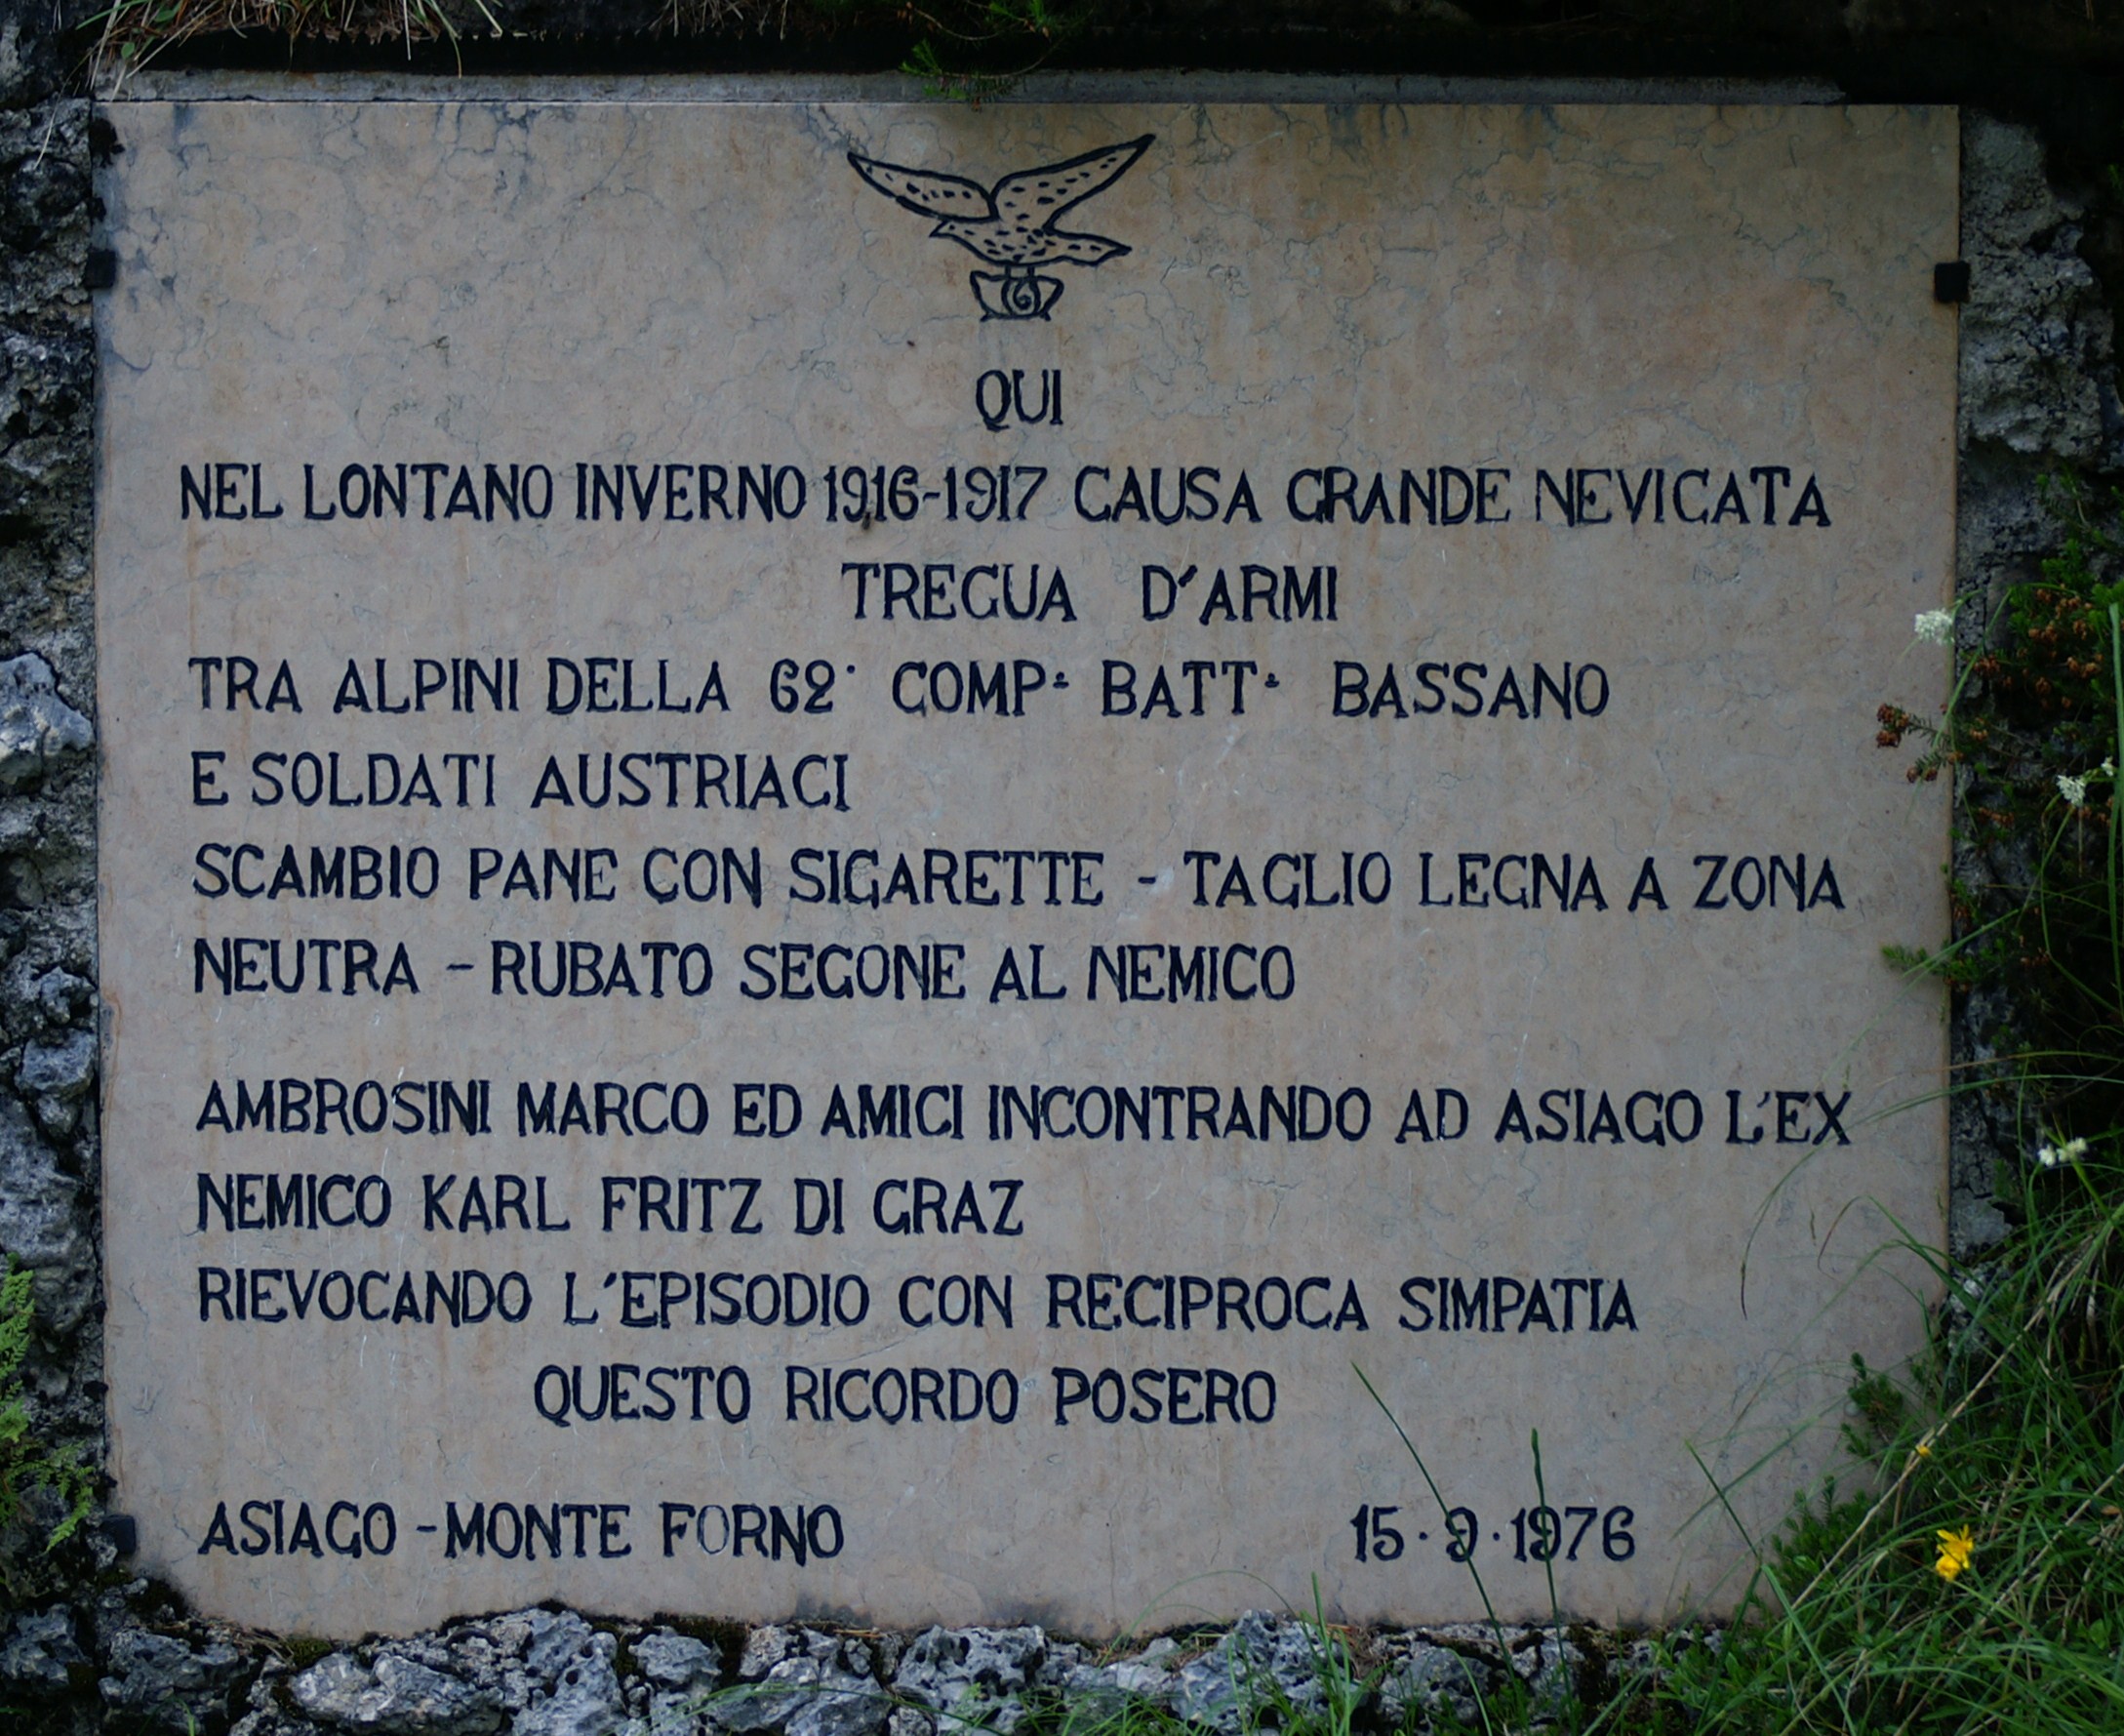 QUI
NEL LONTANO INVERNO 1916-1917 CAUSA GRANDE NEVICATA
TREGUA D'ARMI
TRA ALPINI DELLA 62· COMP· BATT· BASSANO
E SOLDATI AUSTRIACI
SCAMBIO PANE CON SIGARETTE - TAGLIO LEGNA A ZONA
NEUTRA - RUBATO SEGONE AL NEMICO
AMBROSINI MARCO ED AMICI INCONTRANDO AD ASIAGO L'EX
NEMICO KARL FRITZ DI GRAZ
RIEVOCANDO L'EPISODIO CON RECIPROCA SIMPATIA
QUESTO RICORDO POSERO
ASIAGO - MONTE FORNO 15·9·1976